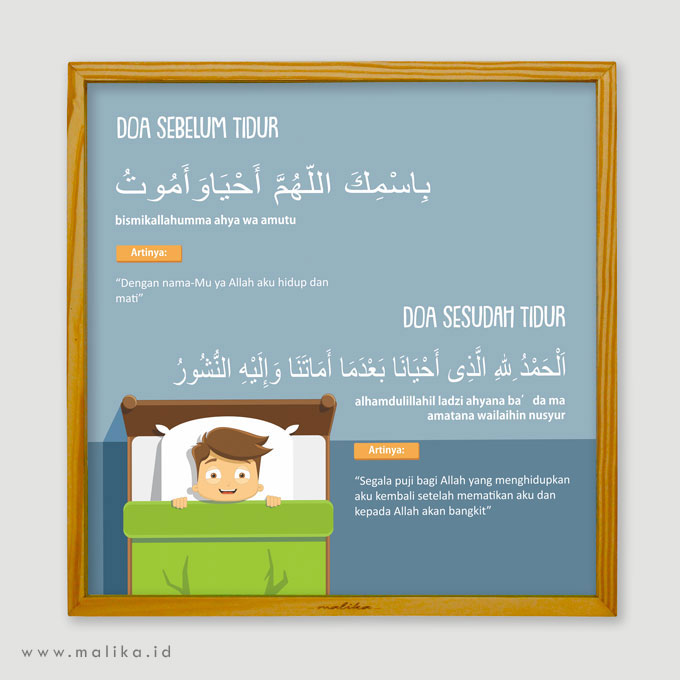 DOA SEBELUM TIDUR
بِاسْمِكَ اللّهُمَّ أَحْيَاوَأَمُوتُ
bismikallahumma ahya wa amutu
Artinya:
“Dengan nama-Mu ya Allah aku hidup dan
mati”
DOA SESUDAH TIDUR
اَلْحَمْدُ ِللهِ الَّذِى أَحْيَانَا بَعْدَمَا أَمَاتَنَا وَإِلَيْهِ النُّشُورُ
alhamdulillahil ladzi ahyana ba’ da ma
amatana wailaihin nusyur
Artinya:
“Segala puji bagi Allah yang menghidupkan
aku kembali setelah mematikan aku dan
kepada Allah akan bangkit”
malika
www.malika.id